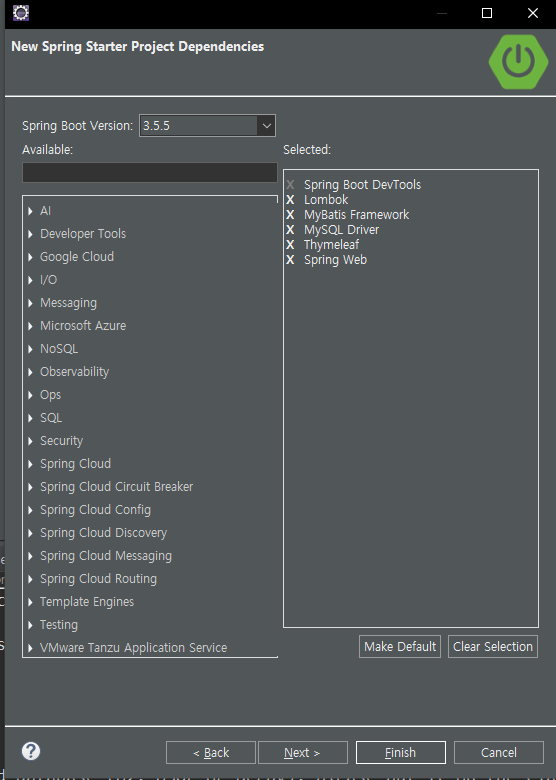 New Spring Starter Project Dependencies
Spring Boot Version: 3.5.5
Available:
Selected:
AI
Developer Tools
Google Cloud
I/O
Messaging
Microsoft Azure
NoSQL
Observability
Ops
SQL
Security
Spring Cloud
Spring Cloud Circuit Breaker
Spring Cloud Config
Spring Cloud Discovery
Spring Cloud Messaging
Spring Cloud Routing
Template Engines
Testing
VMware Tanzu Application Service
X Spring Boot DevTools
X Lombok
X MyBatis Framework
X MySQL Driver
X Thymeleaf
X Spring Web
Make Default Clear Selection
? < Back Next > Finish Cancel